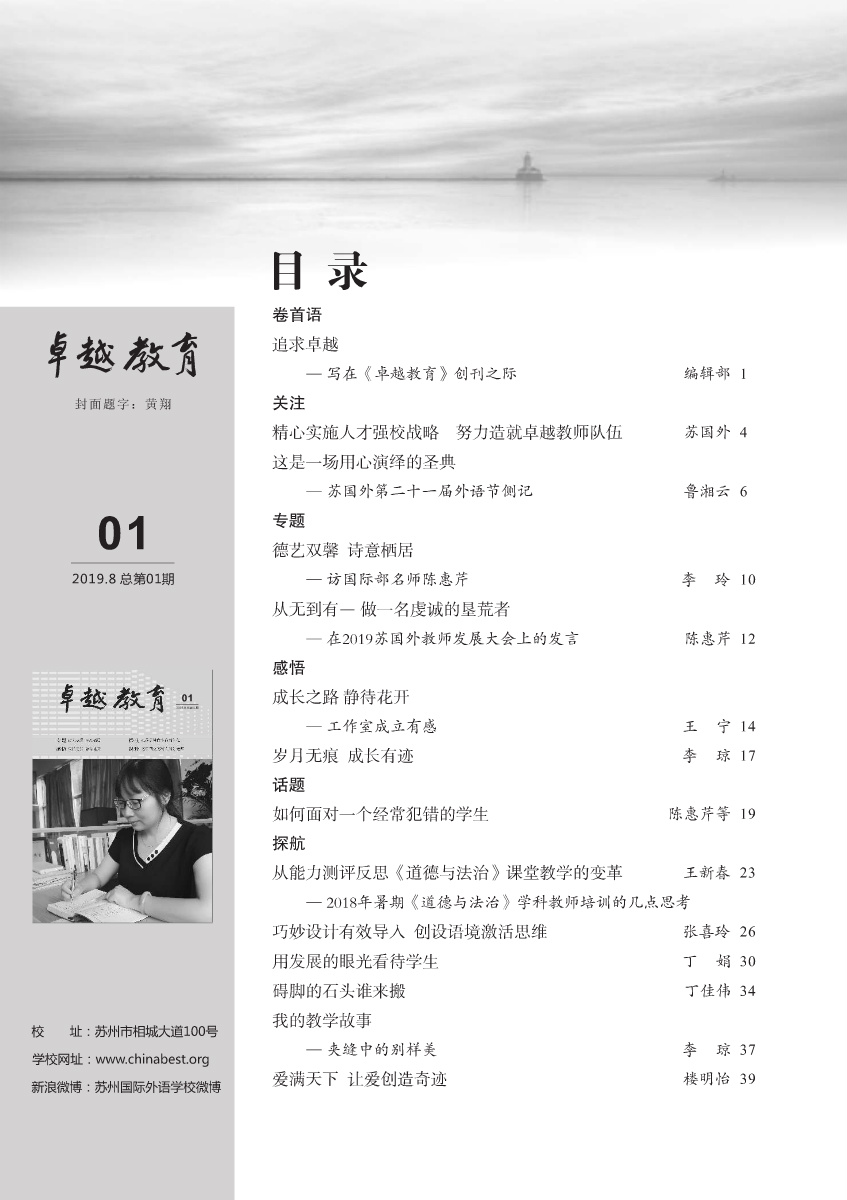 目 录
卷首语
追求卓越
— 写在《卓越教育》创刊之际 编辑部 1
关注
精心实施人才强校战略 努力造就卓越教师队伍 苏国外 4
这是一场用心演绎的圣典
— 苏国外第二十一届外语节侧记 鲁湘云 6
专题
德艺双馨 诗意栖居
— 访国际部名师陈惠芹 李 玲 10
从无到有— 做一名虔诚的垦荒者
— 在2019苏国外教师发展大会上的发言 陈惠芹 12
感悟
成长之路 静待花开
— 工作室成立有感 王 宁 14
岁月无痕 成长有迹 李 琼 17
话题
如何面对一个经常犯错的学生 陈惠芹等 19
探航
从能力测评反思《道德与法治》课堂教学的变革 王新春 23
— 2018年暑期《道德与法治》学科教师培训的几点思考
巧妙设计有效导入 创设语境激活思维 张喜玲 26
用发展的眼光看待学生 丁 娟 30
碍脚的石头谁来搬 丁佳伟 34
我的教学故事
— 夹缝中的别样美 李 琼 37
爱满天下 让爱创造奇迹 楼明怡 39
卓越教育
封面题字：黄翔
01
2019.8 总第01期
卓越教育
01
校 址：苏州市相城大道100号
学校网址：www.chinabest.org
新浪微博：苏州国际外语学校微博